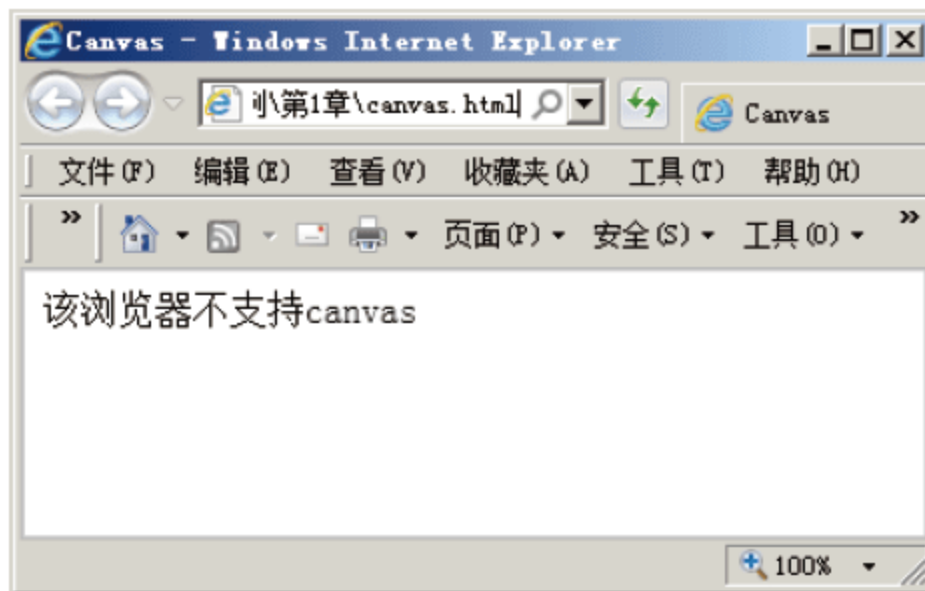 Canvas - Windows Internet Explorer
\第1章\canvas.html
Canvas
文件(F) 编辑(E) 查看(V) 收藏夹(A) 工具(T) 帮助(H)
» 页面(P) 安全(S) 工具(O) »
该浏览器不支持canvas
100%